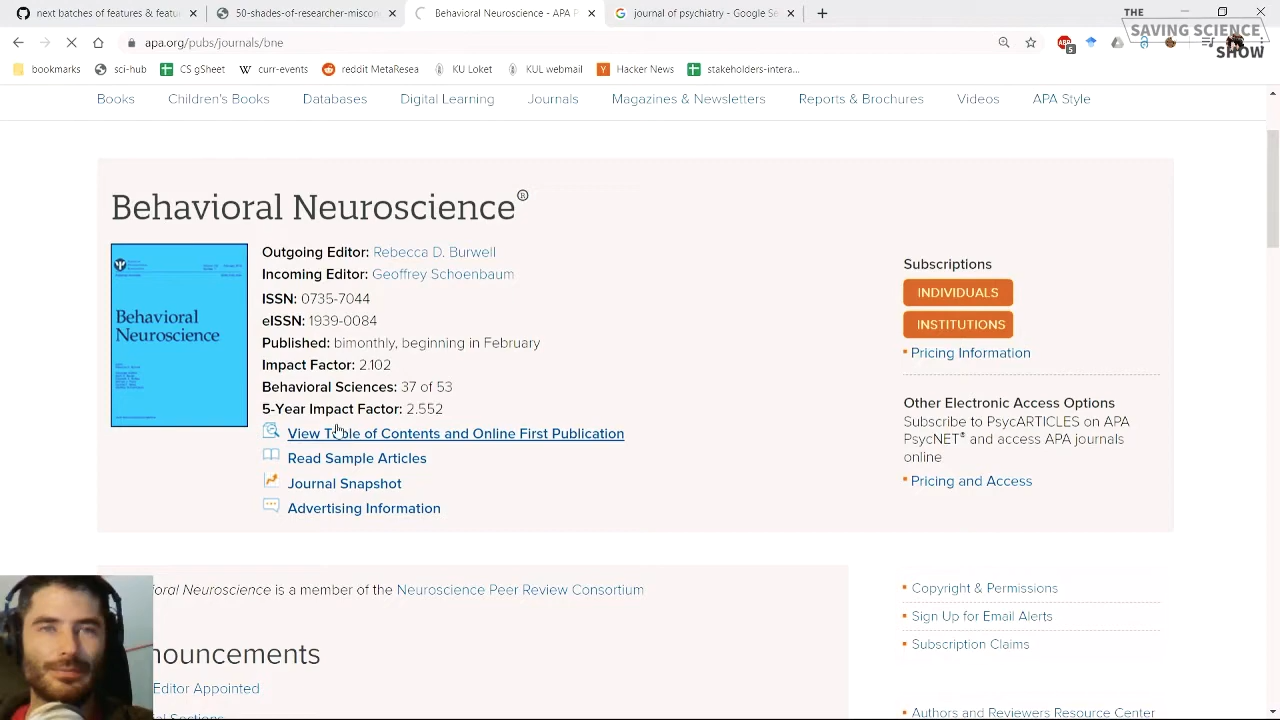 THE
SAVING SCIENCE
SHOW
next batches of features & featur
50-shades-of-researcher-miscon
Behavioral Neuroscience - APA P
journal of psychiatry - Google Se
apa.org/pubs/journals/bne
5
bookmarks
sci-hub
CS gSheet
curr-events
reddit MetaResea
KU Loket
KUL webmail
Hacker News
stakeholders-intera...
Books
Children's Books
Databases
Digital Learning
Journals
Magazines & Newsletters
Reports & Brochures
Videos
APA Style
Behavioral Neuroscience®
Behavioral
Neuroscience
Outgoing Editor: Rebecca D. Burwell
Incoming Editor: Geoffrey Schoenbaum
ISSN: 0735-7044
eISSN: 1939-0084
Published: bimonthly, beginning in February
Impact Factor: 2.102
Behavioral Sciences: 37 of 53
5-Year Impact Factor: 2.552
View Table of Contents and Online First Publication
Read Sample Articles
Journal Snapshot
Advertising Information
Subscriptions
INDIVIDUALS
INSTITUTIONS
Pricing Information
Other Electronic Access Options
Subscribe to PsycARTICLES on APA
PsycNET® and access APA journals
online
Pricing and Access
oral Neuroscience is a member of the Neuroscience Peer Review Consortium
nouncements
Editor Appointed
al Sections
Copyright & Permissions
Sign Up for Email Alerts
Subscription Claims
Authors and Reviewers Resource Center